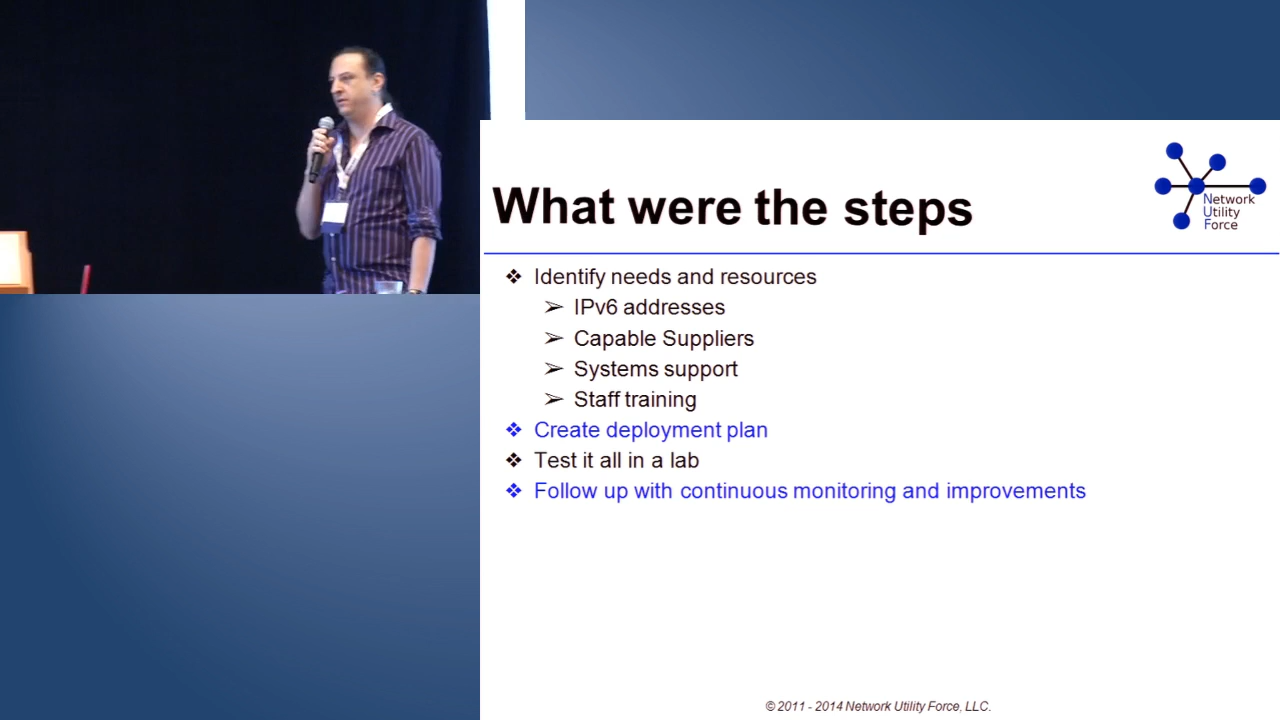 What were the steps
Network
Utility
Force
❖ Identify needs and resources
➢ IPv6 addresses
➢ Capable Suppliers
➢ Systems support
➢ Staff training
❖ Create deployment plan
❖ Test it all in a lab
❖ Follow up with continuous monitoring and improvements
© 2011 - 2014 Network Utility Force, LLC.